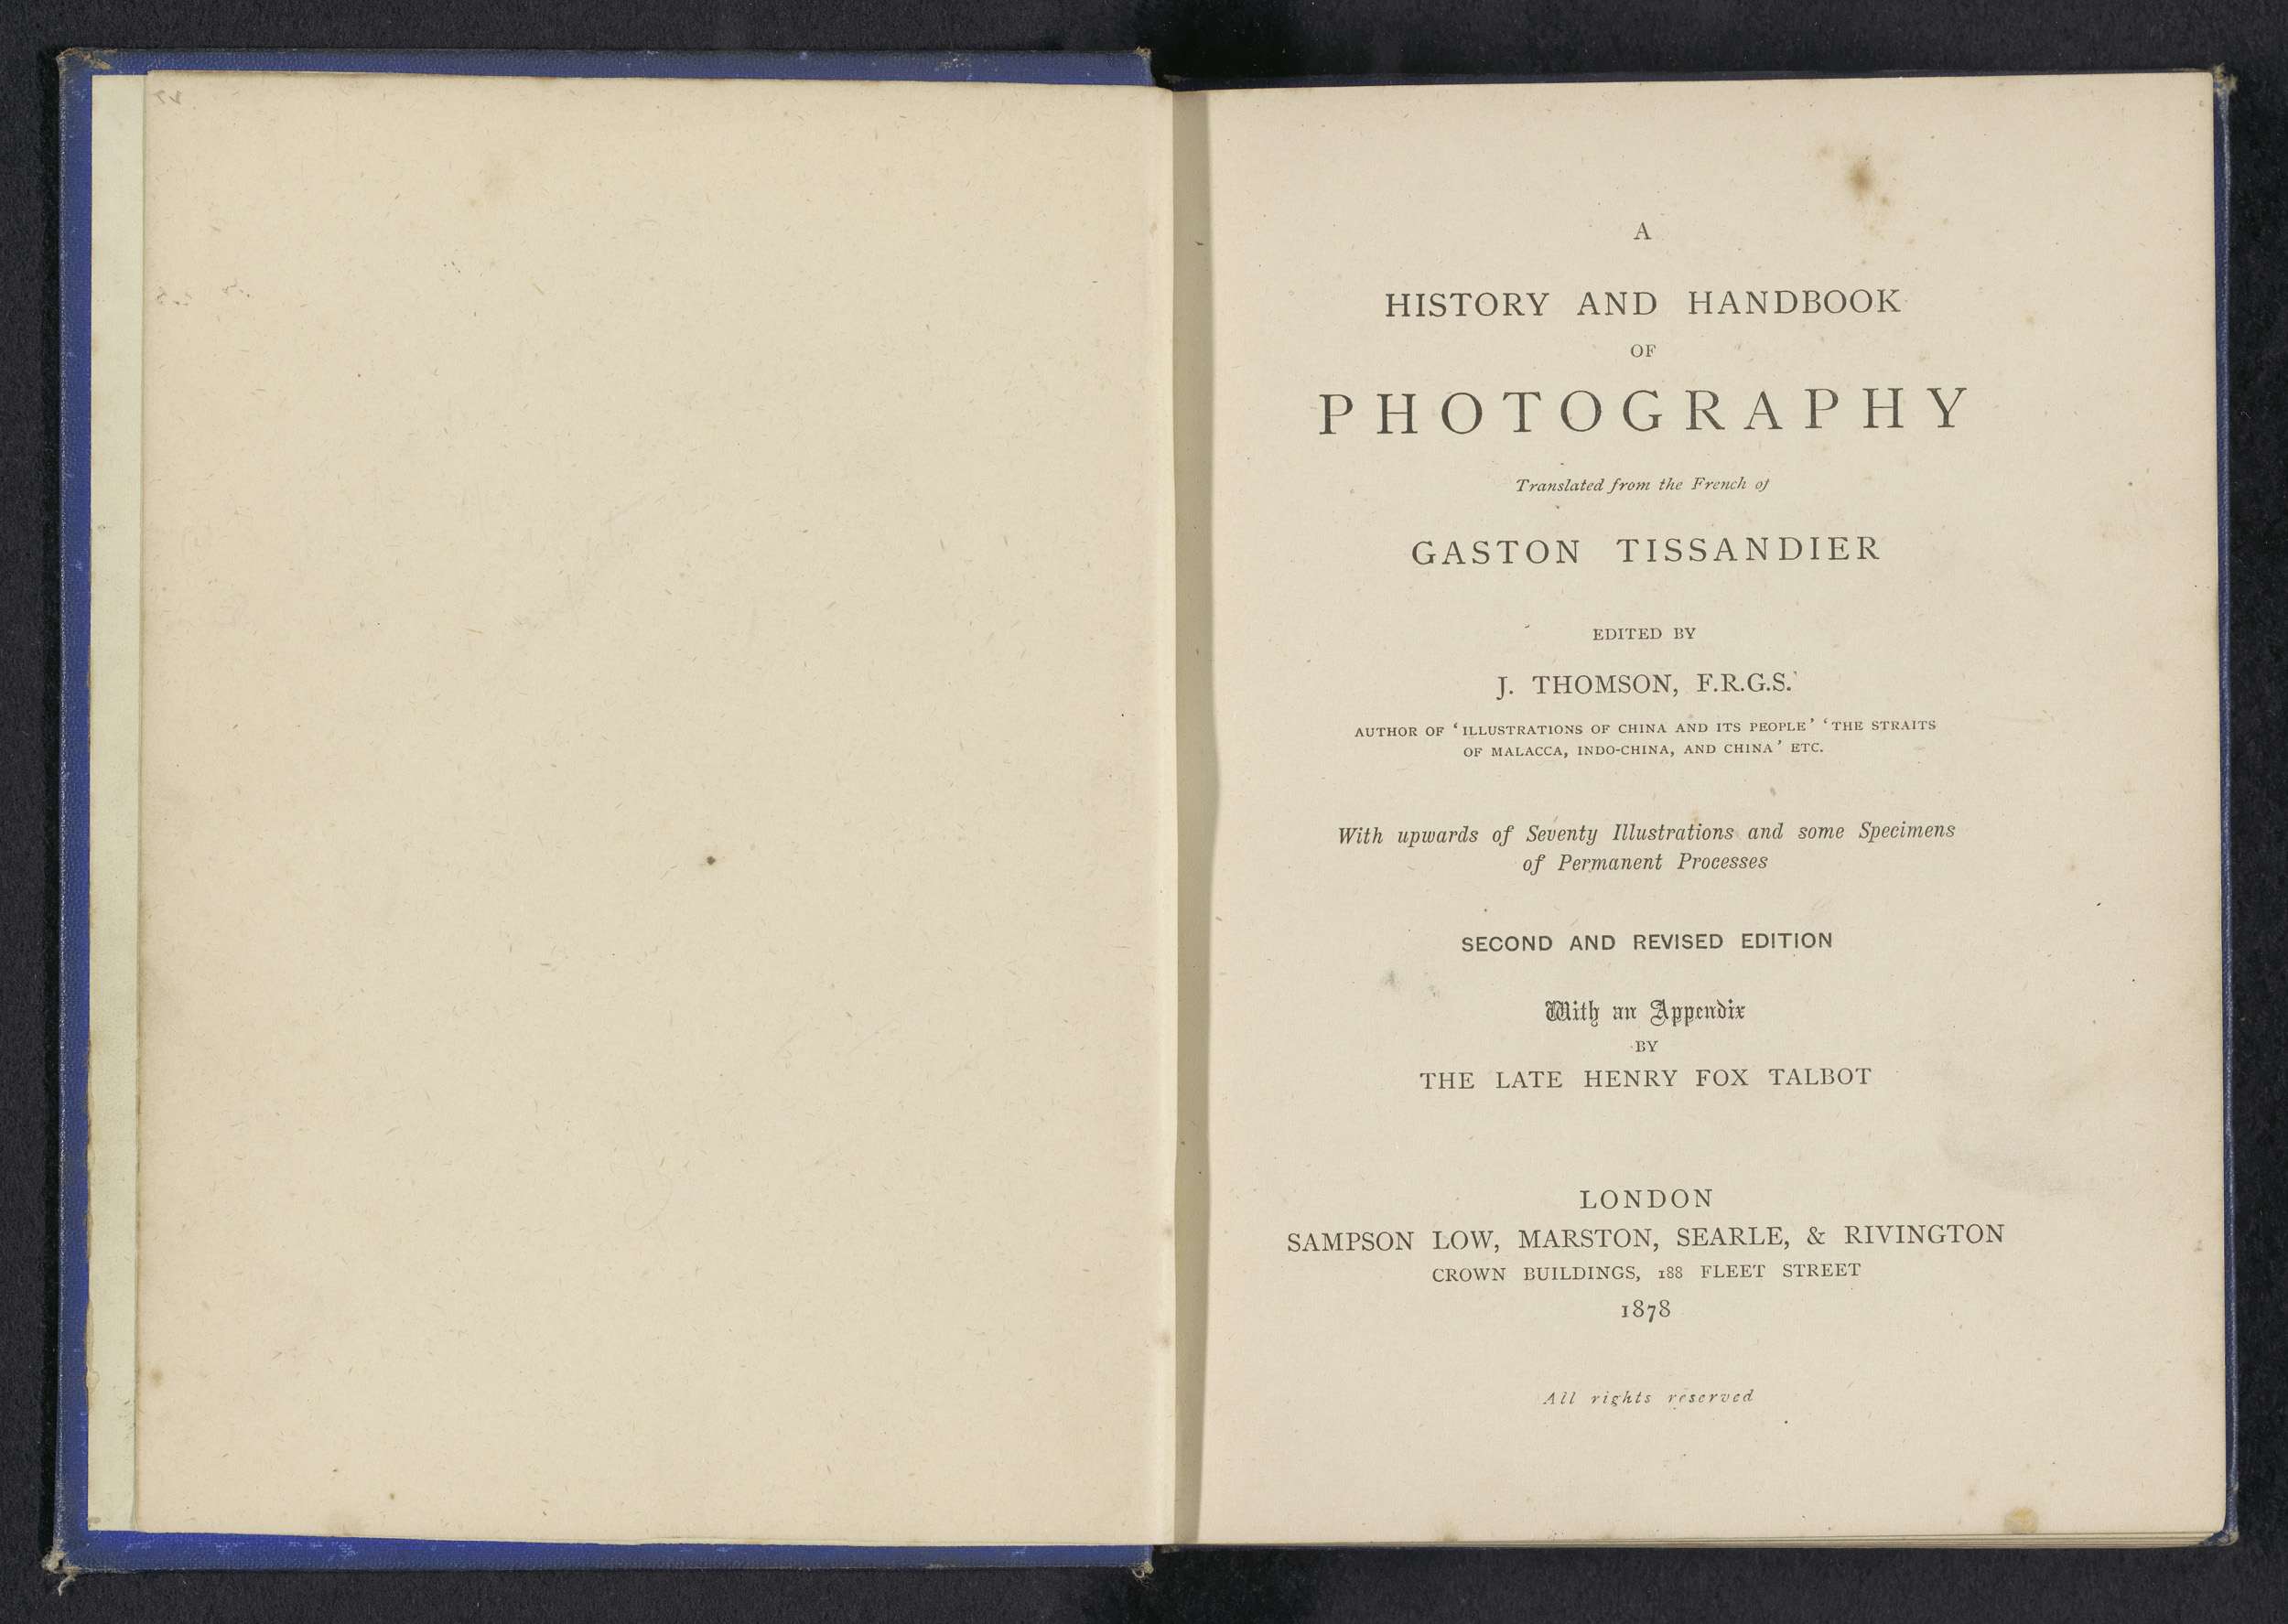 A
HISTORY AND HANDBOOK
OF
PHOTOGRAPHY
Translated from the French of
GASTON TISSANDIER
EDITED BY
J. THOMSON, F.R.G.S.
AUTHOR OF ‘ILLUSTRATIONS OF CHINA AND ITS PEOPLE’ ‘THE STRAITS
OF MALACCA, INDO-CHINA, AND CHINA’ ETC.
With upwards of Seventy Illustrations and some Specimens
of Permanent Processes
SECOND AND REVISED EDITION
With an Appendix
BY
THE LATE HENRY FOX TALBOT
LONDON
SAMPSON LOW, MARSTON, SEARLE, & RIVINGTON
CROWN BUILDINGS, 188 FLEET STREET
1878
All rights reserved